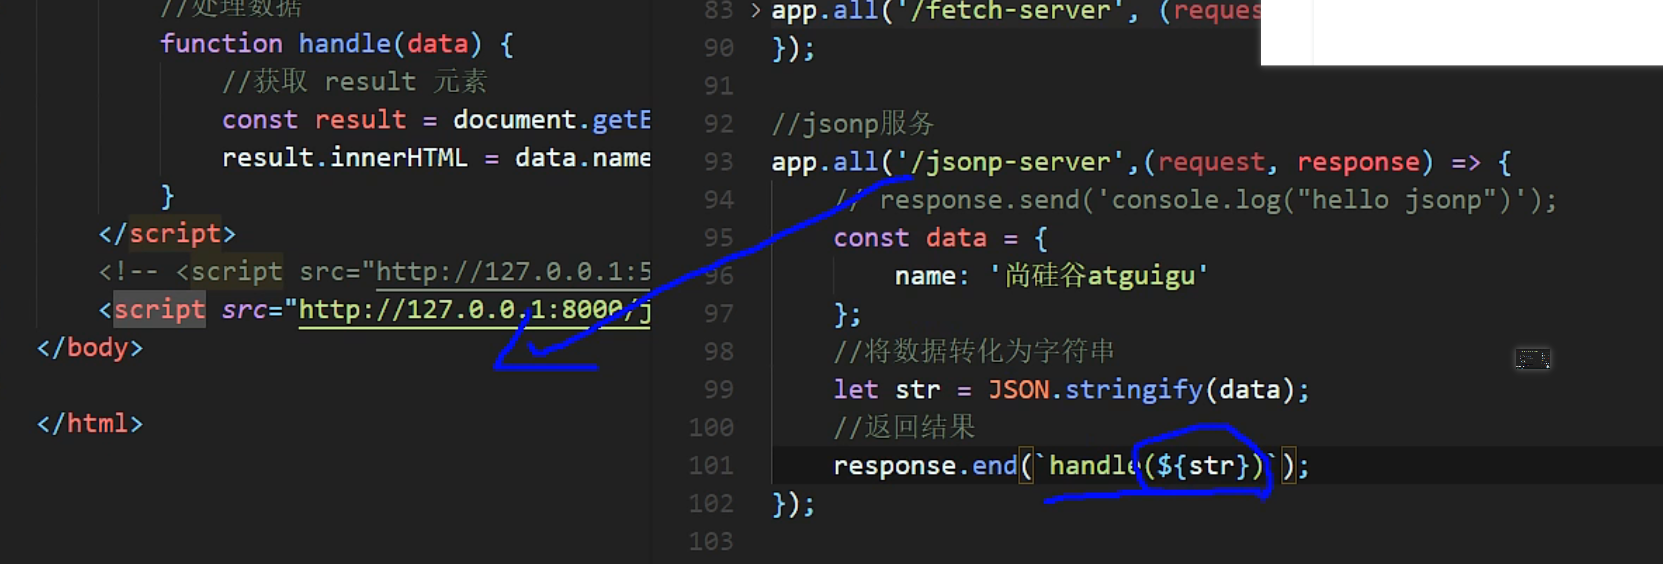 //处理数据
function handle(data) {
//获取 result 元素
const result = document.getE
result.innerHTML = data.name
}
</script>
<!-- <script src="http://127.0.0.1:5
<script src="http://127.0.0.1:8000/j
</body>
</html>
83 > app.all('/fetch-server', (reques
90 });
91
92 //jsonp服务
93 app.all('/jsonp-server',(request, response) => {
94 // response.send('console.log("hello jsonp")');
95 const data = {
96 name: '尚硅谷atguigu'
97 };
98 //将数据转化为字符串
99 let str = JSON.stringify(data);
100 //返回结果
101 response.end(`handle(${str})`);
102 });
103